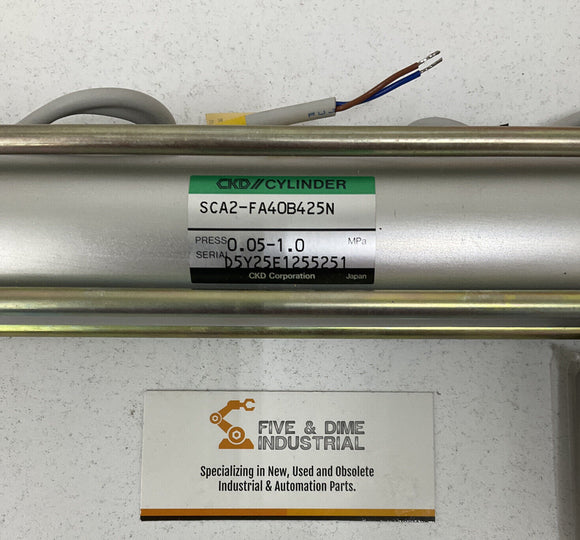 CKD//CYLINDER
SCA2-FA40B425N
PRESS 0.05-1.0 MPa
SERIAL D5Y25E1255251
CKD Corporation Japan
FIVE & DIME
INDUSTRIAL
Specializing in New, Used and Obsolete
Industrial & Automation Parts.